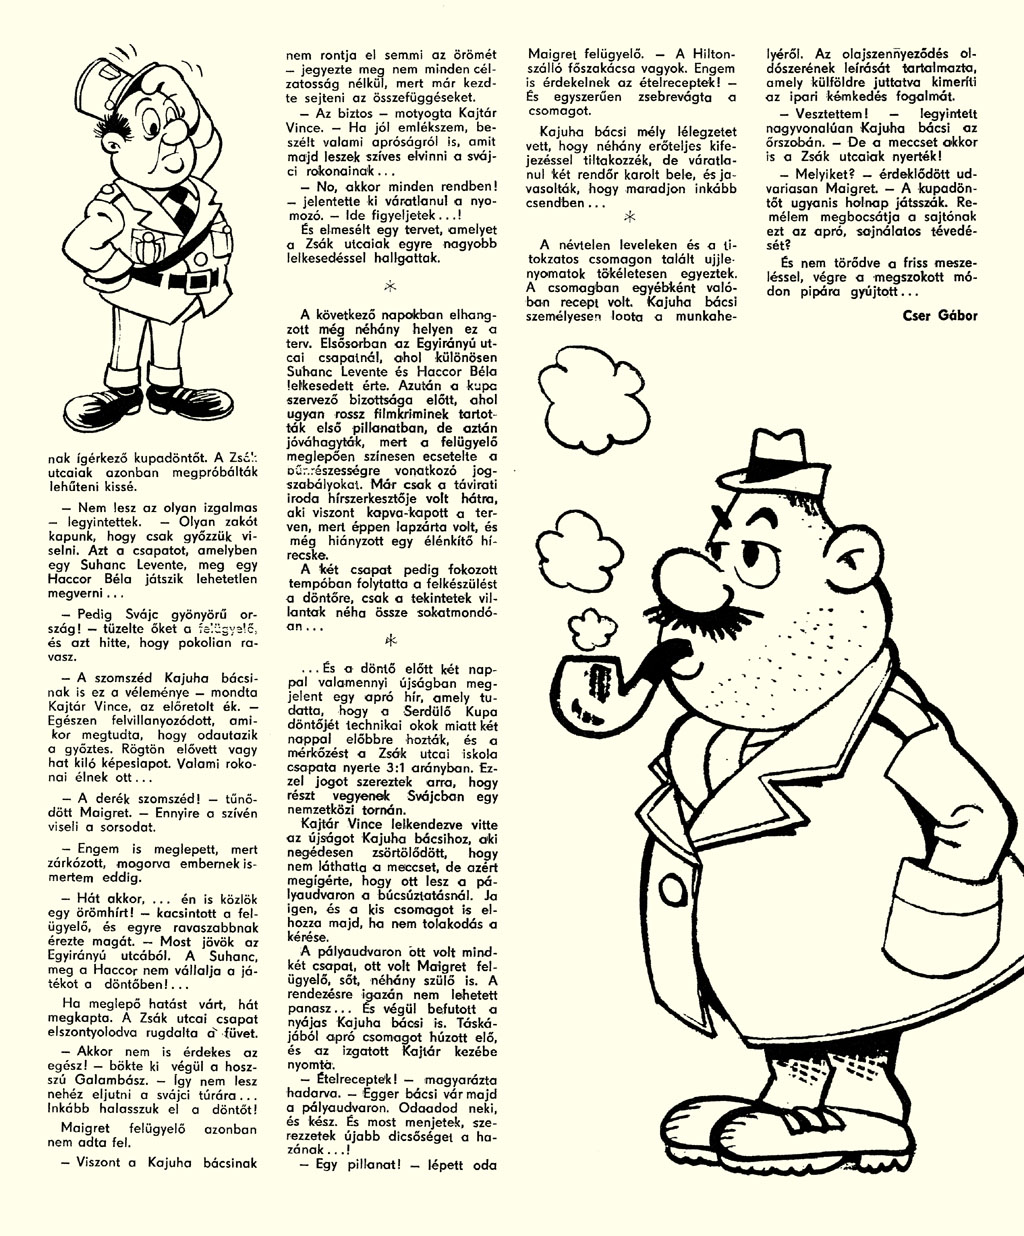 nak ígérkező kupadöntőt. A Zsák
utcaiak azonban megpróbálták
lehűteni kissé.
— Nem lesz az olyan izgalmas
— legyintettek. — Olyan zakót
kapunk, hogy csak győzzük vi-
selni. Azt a csapatot, amelyben
egy Suhanc Levente, meg egy
Haccor Béla játszik lehetetlen
megverni...
— Pedig Svájc gyönyörű or-
szág! — tüzelte őket a felügyelő,
és azt hitte, hogy pokolian ra-
vasz.
— A szomszéd Kajuha bácsi-
nak is ez a véleménye — mondta
Kajtár Vince, az előretolt ék. —
Egészen felvillanyozódott, ami-
kor megtudta, hogy odautazik
a győztes. Rögtön elővett vagy
hat kiló képeslapot. Valami roko-
nai élnek ott...
— A derék szomszéd! — tűnő-
dött Maigret. — Ennyire a szívén
viseli a sorsodat.
— Engem is meglepett, mert
zárkózott, mogorva embernek is-
mertem eddig.
— Hát akkor, ... én is közlök
egy örömhírt! — kacsintott a fel-
ügyelő, és egyre ravaszabbnak
érezte magát. — Most jövök az
Egyirányú utcából. A Suhanc,
meg a Haccor nem vállalja a já-
tékot a döntőben!...
Ha meglepő hatást várt, hát
megkapta. A Zsák utcai csapat
elszontyolodva rugdalta a füvet.
— Akkor nem is érdekes az
egész! — bökte ki végül a hosz-
szú Galambász. — Így nem lesz
nehéz eljutni a svájci túrára...
Inkább halasszuk el a döntőt!
Maigret felügyelő azonban
nem adta fel.
— Viszont a Kajuha bácsinak
nem rontja el semmi az örömét
— jegyezte meg nem minden cél-
zatosság nélkül, mert már kezd-
te sejteni az összefüggéseket.
— Az biztos — motyogta Kajtár
Vince. — Ha jól emlékszem, be-
szélt valami apróságról is, amit
majd leszek szíves elvinni a sváj-
ci rokonainak...
— No, akkor minden rendben!
— jelentette ki váratlanul a nyo-
mozó. — Ide figyeljetek...!
És elmesélt egy tervet, amelyet
a Zsák utcaiak egyre nagyobb
lelkesedéssel hallgattak.
*
A következő napokban elhang-
zott még néhány helyen ez a
terv. Elsősorban az Egyirányú ut-
cai csapatnál, ahol különösen
Suhanc Levente és Haccor Béla
lelkesedett érte. Azután a kupa
szervező bizottsága előtt, ahol
ugyan rossz filmkriminek tartot-
ták első pillanatban, de aztán
jóváhagyták, mert a felügyelő
meglepően színesen ecsetelte a
bűnrészességre vonatkozó jog-
szabályokat. Már csak a távirati
iroda hírszerkesztője volt hátra,
aki viszont kapva-kapott a ter-
ven, mert éppen lapzárta volt, és
még hiányzott egy élénkítő hí-
recske.
A két csapat pedig fokozott
tempóban folytatta a felkészülést
a döntőre, csak a tekintetek vil-
lantak néha össze sokatmondó-
an...
*
...És a döntő előtt két nap-
pal valamennyi újságban meg-
jelent egy apró hír, amely tu-
datta, hogy a Serdülő Kupa
döntőjét technikai okok miatt két
nappal előbbre hozták, és a
mérkőzést a Zsák utcai iskola
csapata nyerte 3:1 arányban. Ez-
zel jogot szereztek arra, hogy
részt vegyenek Svájcban egy
nemzetközi tornán.
Kajtár Vince lelkendezve vitte
az újságot Kajuha bácsihoz, aki
negédesen zsörtölődött, hogy
nem láthatta a meccset, de azért
megígérte, hogy ott lesz a pá-
lyaudvaron a búcsúztatásnál. Ja
igen, és a kis csomagot is el-
hozza majd, ha nem tolakodás a
kérése.
A pályaudvaron ott volt mind-
két csapat, ott volt Maigret fel-
ügyelő, sőt, néhány szülő is. A
rendezésre igazán nem lehetett
panasz... És végül befutott a
nyájas Kajuha bácsi is. Táská-
jából apró csomagot húzott elő,
és az izgatott Kajtár kezébe
nyomta.
— Ételreceptek! — magyarázta
hadarva. — Egger bácsi vár majd
a pályaudvaron. Odaadod neki,
és kész. És most menjetek, sze-
rezzetek újabb dicsőséget a ha-
zának...!
— Egy pillanat! — lépett oda
Maigret felügyelő. — A Hilton-
szálló főszakácsa vagyok. Engem
is érdekelnek az ételreceptek! —
És egyszerűen zsebrevágta a
csomagot.
Kajuha bácsi mély lélegzetet
vett, hogy néhány erőteljes kife-
jezéssel tiltakozzék, de váratla-
nul két rendőr karolt bele, és ja-
vasolták, hogy maradjon inkább
csendben...
*
A névtelen leveleken és a ti-
tokzatos csomagon talált ujjle-
nyomatok tökéletesen egyeztek.
A csomagban egyébként való-
ban recept volt. Kajuha bácsi
személyesen lopta a munkahe-
lyéről. Az olajszennyeződés ol-
dószerének leírását tartalmazta,
amely külföldre juttatva kimeríti
az ipari kémkedés fogalmát.
— Vesztettem! — legyintett
nagyvonalúan Kajuha bácsi az
őrszobán. — De a meccset akkor
is a Zsák utcaiak nyerték!
— Melyiket? — érdeklődött ud-
variasan Maigret. — A kupadön-
tőt ugyanis holnap játsszák. Re-
mélem megbocsátja a sajtónak
ezt az apró, sajnálatos tévedé-
sét?
És nem törődve a friss mesze-
léssel, végre a megszokott mó-
don pipára gyújtott...
Cser Gábor